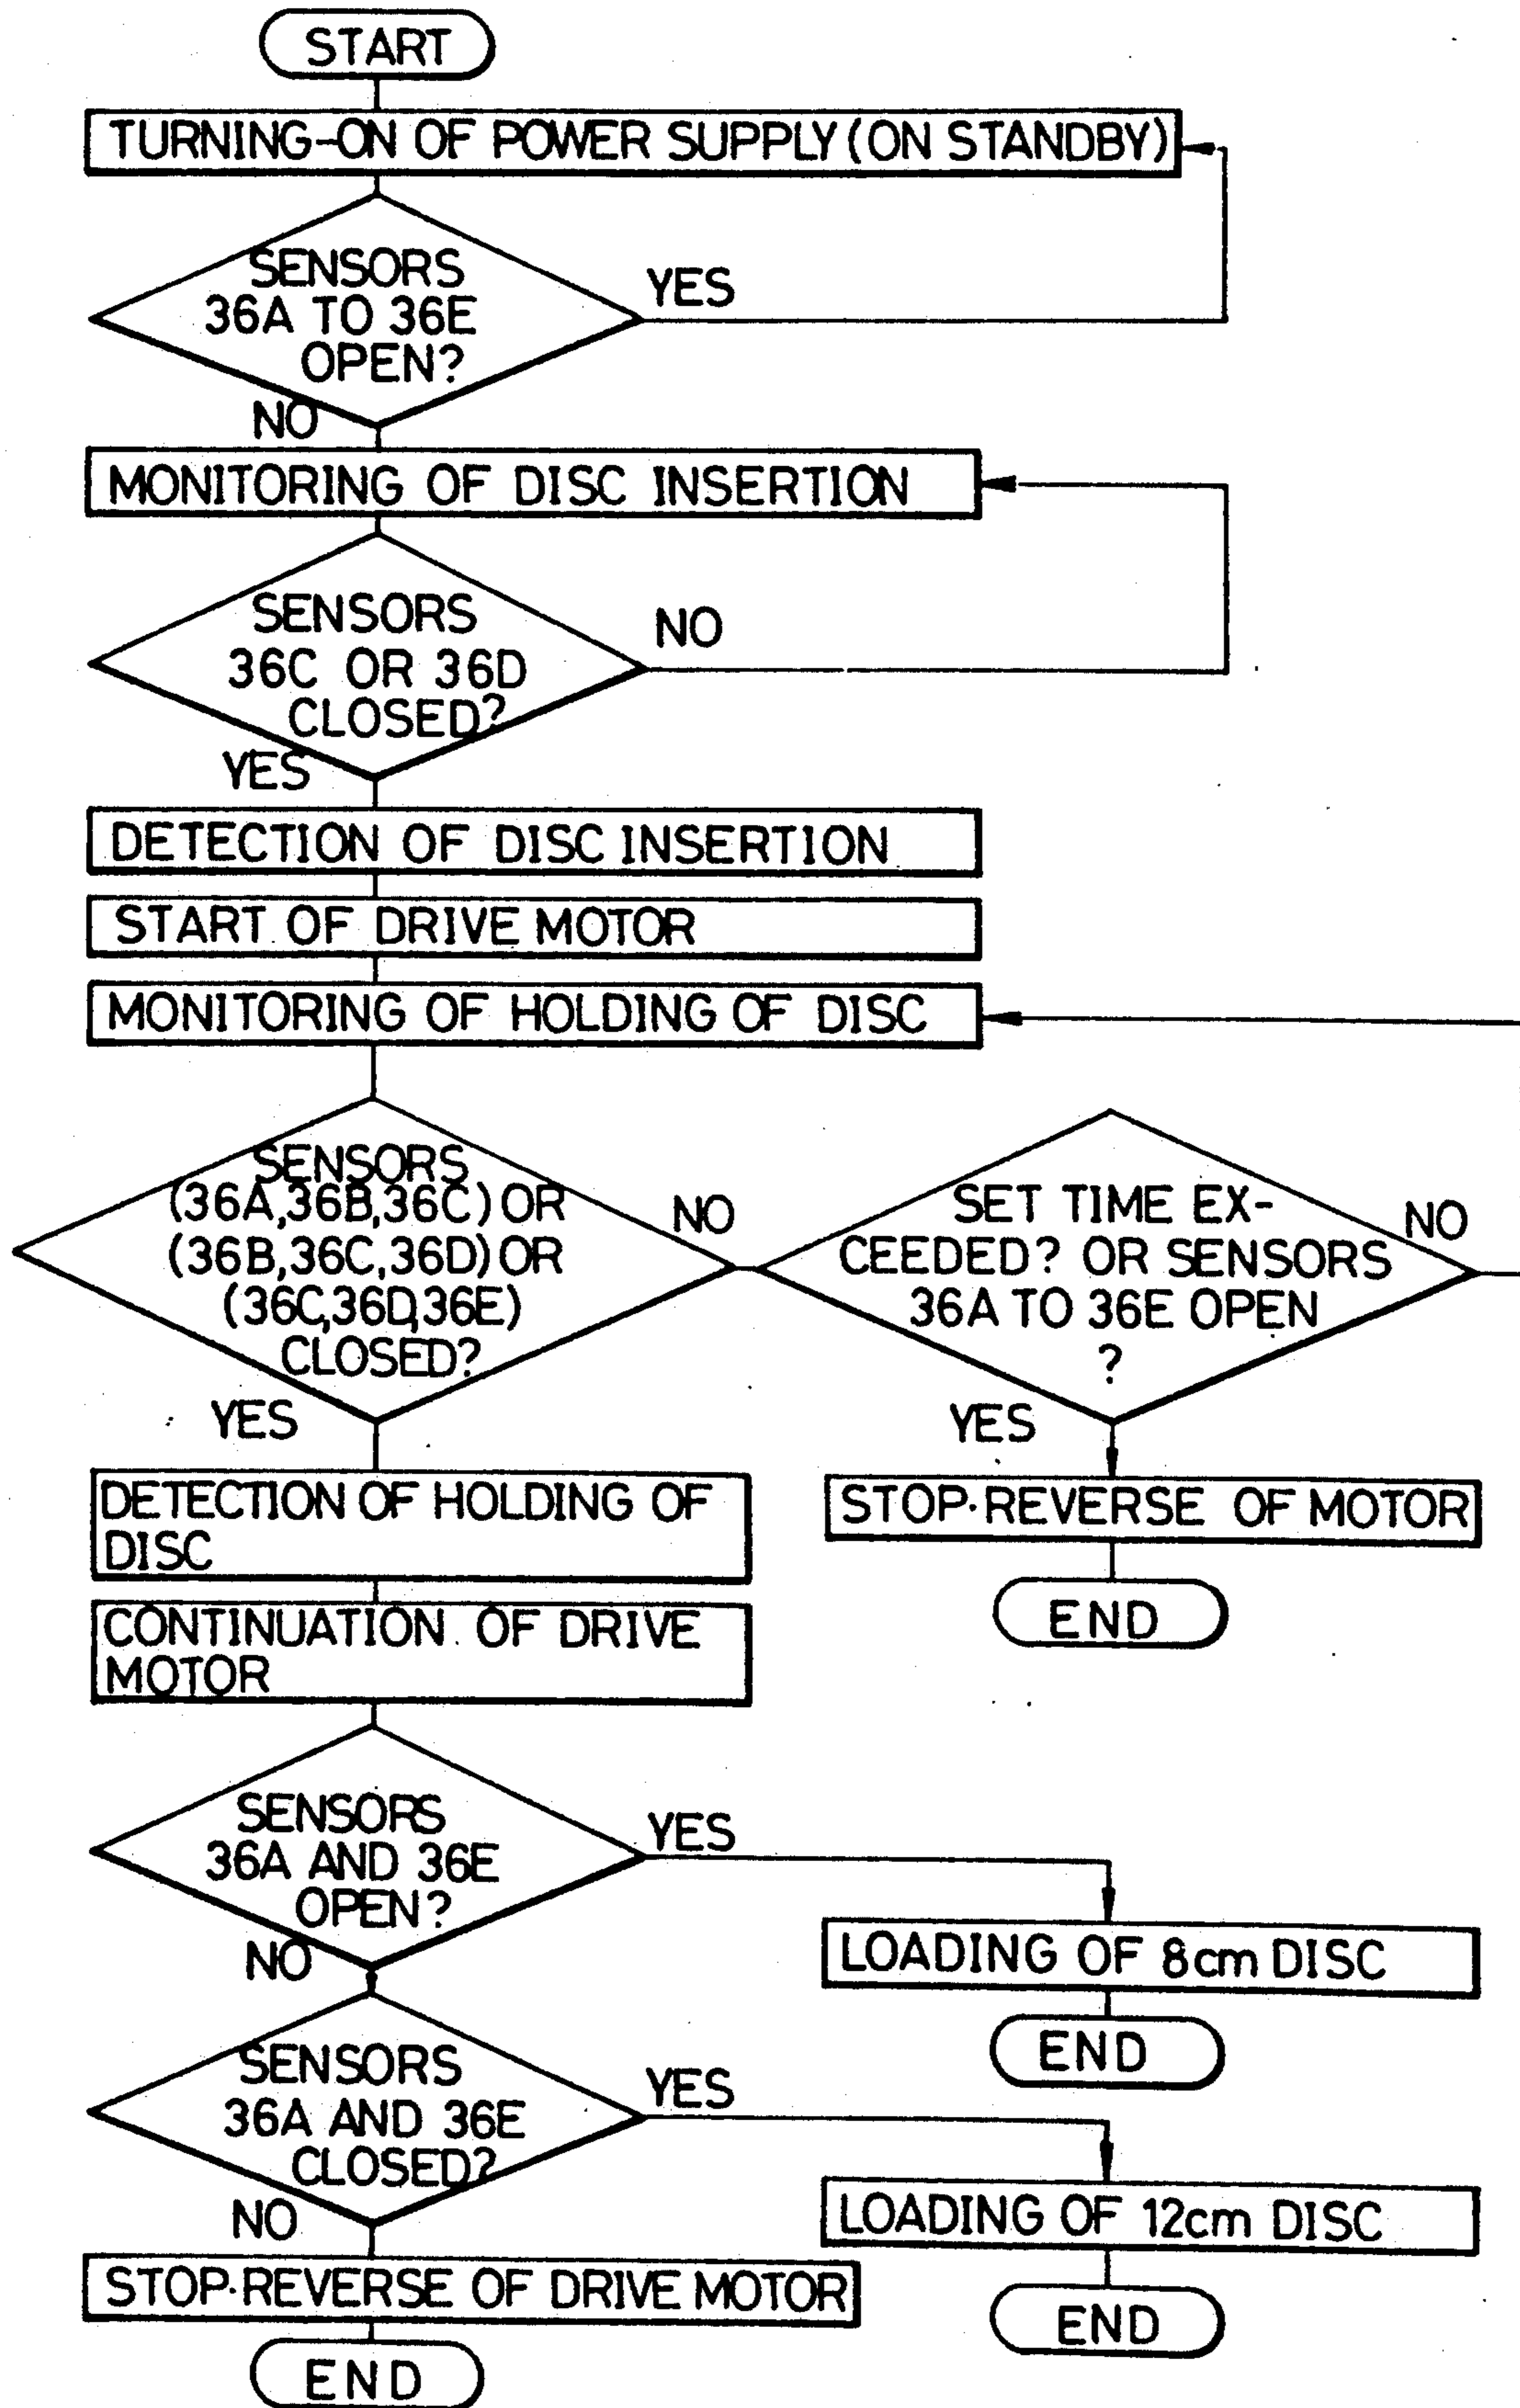 START
TURNING-ON OF POWER SUPPLY (ON STANDBY)
SENSORS
36A TO 36E
OPEN?
YES
NO
MONITORING OF DISC INSERTION
SENSORS
36C OR 36D
CLOSED?
NO
YES
DETECTION OF DISC INSERTION
START OF DRIVE MOTOR
MONITORING OF HOLDING OF DISC
SENSORS
(36A,36B,36C) OR
(36B,36C,36D) OR
(36C,36D,36E)
CLOSED?
NO
YES
SET TIME EX-
CEEDED? OR SENSORS
36A TO 36E OPEN
?
NO
YES
STOP·REVERSE OF MOTOR
END
DETECTION OF HOLDING OF
DISC
CONTINUATION OF DRIVE
MOTOR
SENSORS
36A AND 36E
OPEN?
YES
NO
LOADING OF 8cm DISC
END
SENSORS
36A AND 36E
CLOSED?
YES
NO
LOADING OF 12cm DISC
END
STOP·REVERSE OF DRIVE MOTOR
END